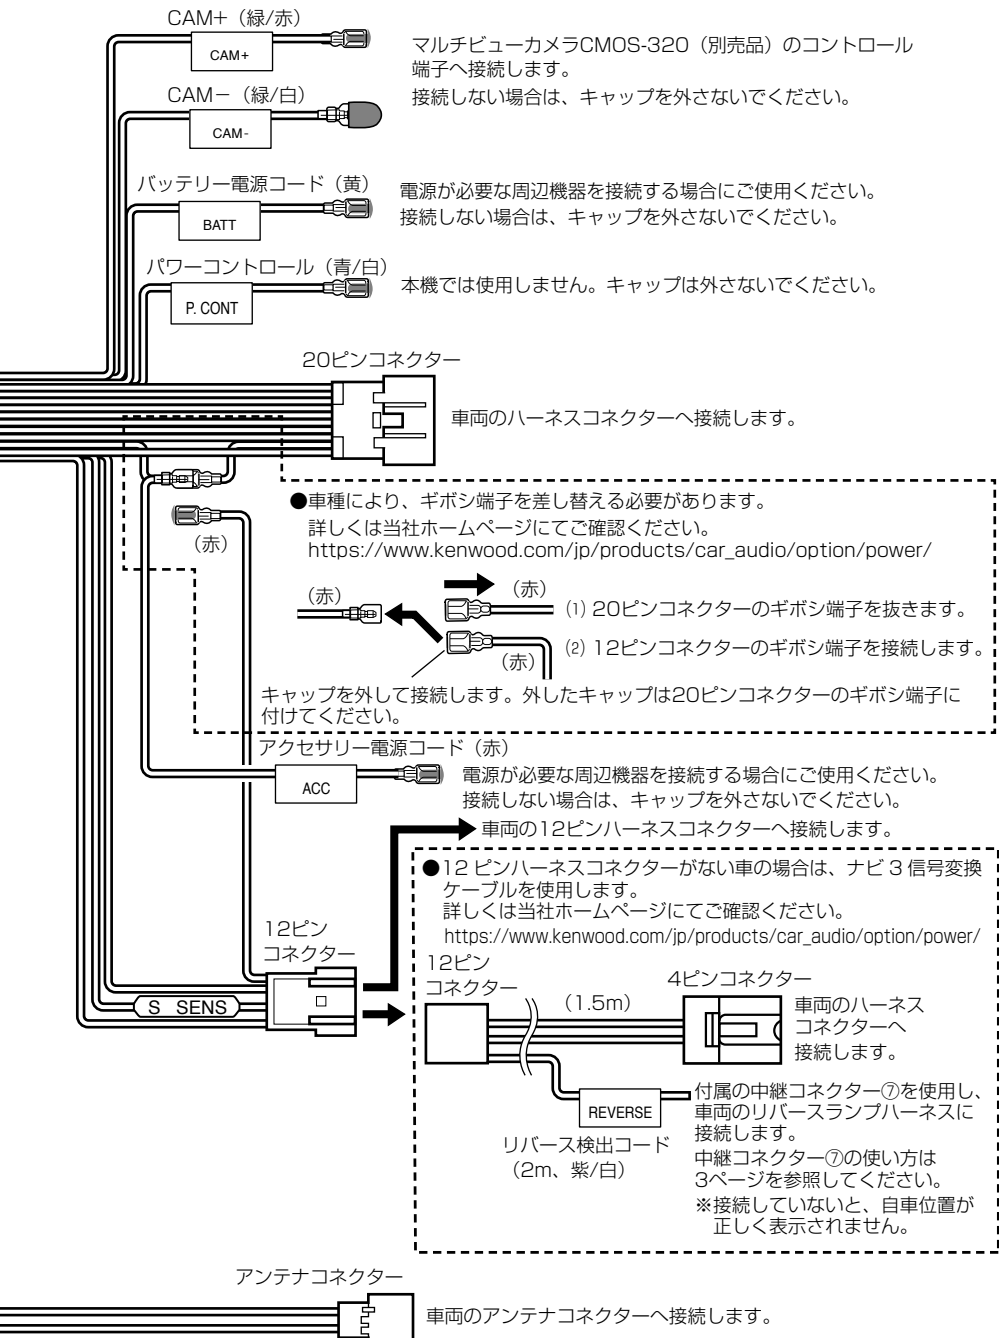 CAM＋（緑/赤）
CAM+
マルチビューカメラCMOS-320（別売品）のコントロール
端子へ接続します。
接続しない場合は、キャップを外さないでください。
CAM－（緑/白）
CAM-
バッテリー電源コード（黄）
BATT
電源が必要な周辺機器を接続する場合にご使用ください。
接続しない場合は、キャップを外さないでください。
パワーコントロール（青/白）
P. CONT
本機では使用しません。キャップは外さないでください。
20ピンコネクター
車両のハーネスコネクターへ接続します。
●車種により、ギボシ端子を差し替える必要があります。
詳しくは当社ホームページにてご確認ください。
https://www.kenwood.com/jp/products/car_audio/option/power/
（赤）
（赤）
（赤）
⑴ 20ピンコネクターのギボシ端子を抜きます。
⑵ 12ピンコネクターのギボシ端子を接続します。
（赤）
キャップを外して接続します。外したキャップは20ピンコネクターのギボシ端子に
付けてください。
アクセサリー電源コード（赤）
ACC
電源が必要な周辺機器を接続する場合にご使用ください。
接続しない場合は、キャップを外さないでください。
車両の12ピンハーネスコネクターへ接続します。
●12 ピンハーネスコネクターがない車の場合は、ナビ 3 信号変換
ケーブルを使用します。
詳しくは当社ホームページにてご確認ください。
https://www.kenwood.com/jp/products/car_audio/option/power/
12ピン
コネクター
S SENS
12ピン
コネクター
（1.5m）
4ピンコネクター
車両のハーネス
コネクターへ
接続します。
REVERSE
リバース検出コード
（2m、紫/白）
付属の中継コネクター⑦を使用し、
車両のリバースランプハーネスに
接続します。
中継コネクター⑦の使い方は
3ページを参照してください。
※接続していないと、自車位置が
正しく表示されません。
アンテナコネクター
車両のアンテナコネクターへ接続します。